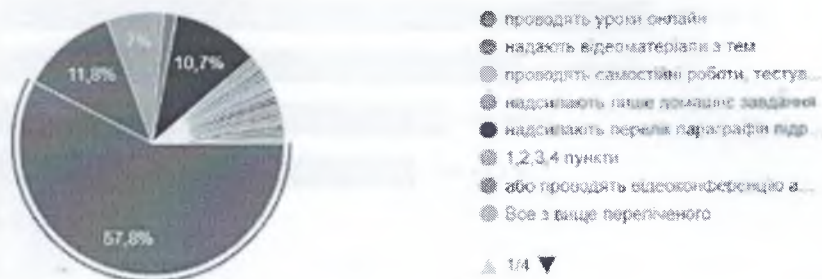 7%
11,8%
10,7%
57,8%
проводять уроки онлайн
надають відеоматеріали з тем
проводять самостійні роботи, тестув...
надсилають лише домашнє завдання
надсилають перелік параграфів підр...
1,2,3,4 пункти
або проводять відеоконференцію а...
Все з вище переліченого
1/4